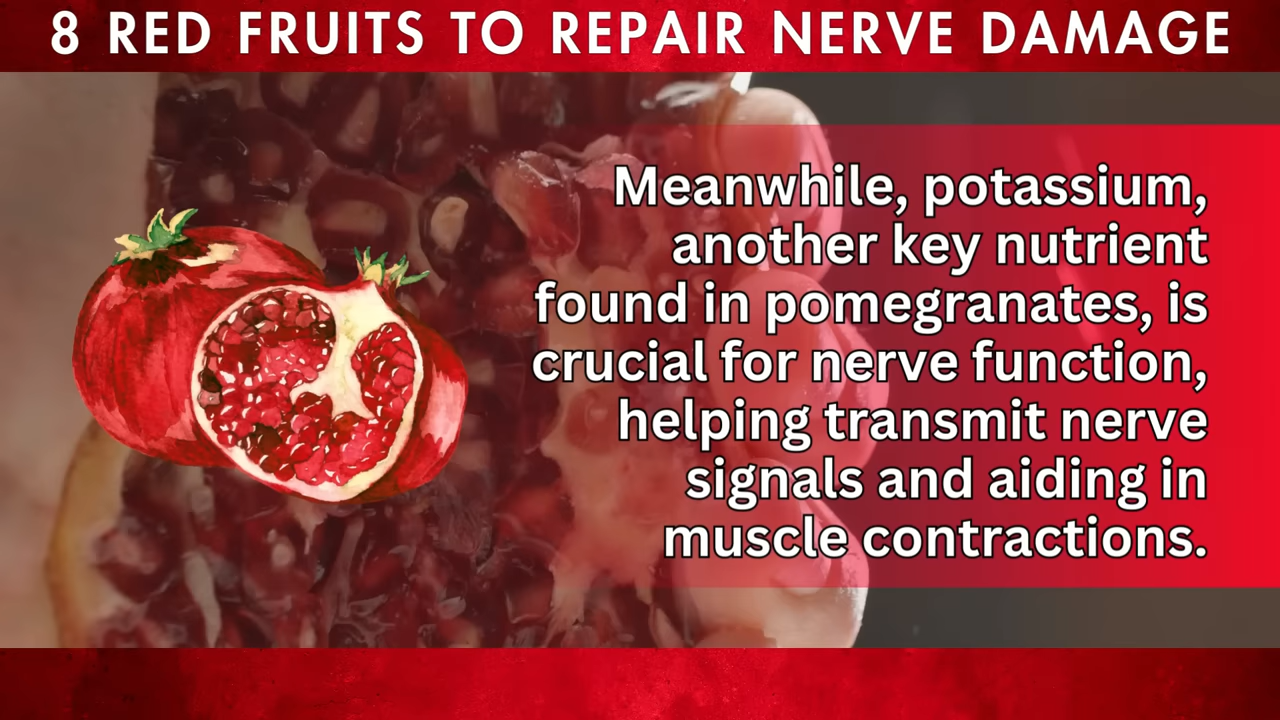 8 RED FRUITS TO REPAIR NERVE DAMAGE
Meanwhile, potassium,
another key nutrient
found in pomegranates, is
crucial for nerve function,
helping transmit nerve
signals and aiding in
muscle contractions.